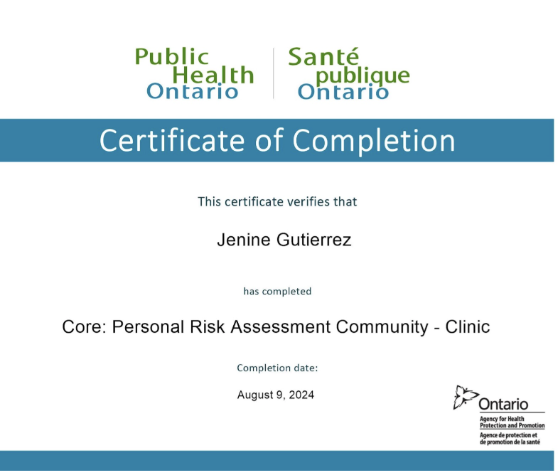 Public Health Ontario
Santé publique Ontario
Certificate of Completion
This certificate verifies that
Jenine Gutierrez
has completed
Core: Personal Risk Assessment Community - Clinic
Completion date:
August 9, 2024
Ontario
Agency for Health
Protection and Promotion
Agence de protection et
de promotion de la santé